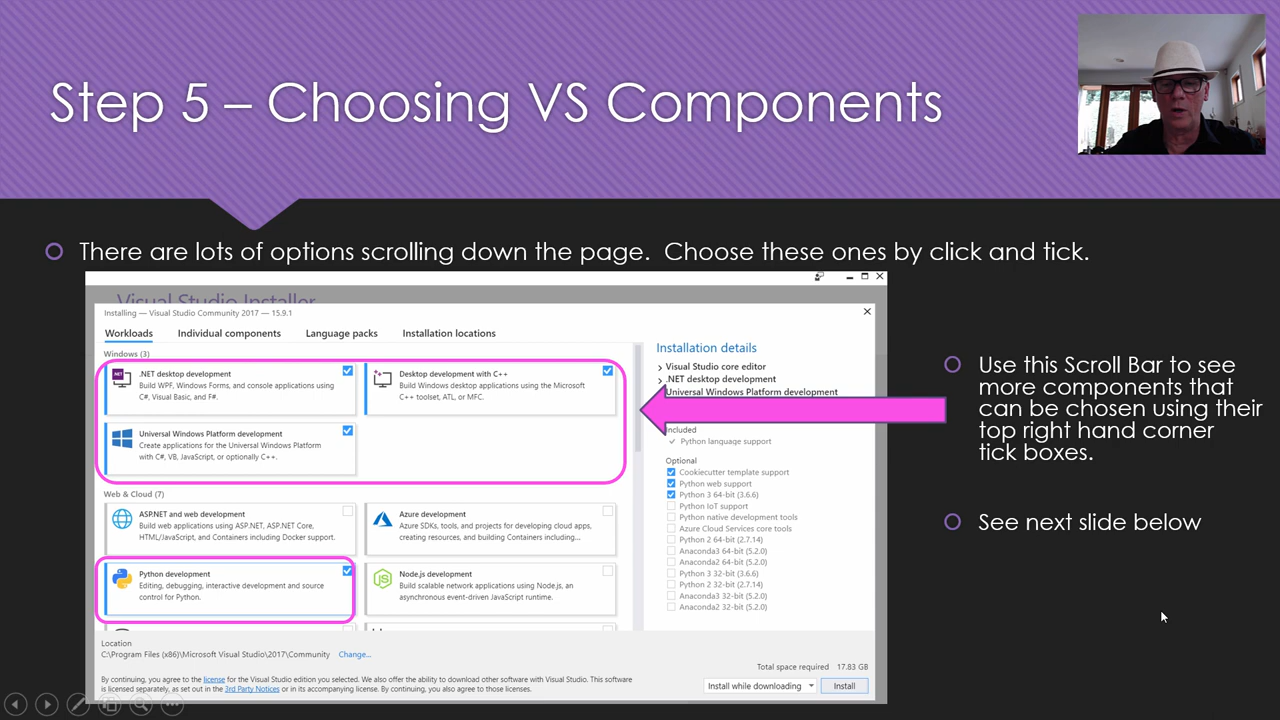 Step 5 – Choosing VS Components
There are lots of options scrolling down the page. Choose these ones by click and tick.
Visual Studio Installer
Installing — Visual Studio Community 2017 — 15.9.1
Workloads
Individual components
Language packs
Installation locations
Windows (3)
.NET desktop development
Build WPF, Windows Forms, and console applications using
C#, Visual Basic, and F#.
Desktop development with C++
Build Windows desktop applications using the Microsoft
C++ toolset, ATL, or MFC.
Universal Windows Platform development
Create applications for the Universal Windows Platform
with C#, VB, JavaScript, or optionally C++.
Web & Cloud (7)
ASP.NET and web development
Build web applications using ASP.NET, ASP.NET Core,
HTML/JavaScript, and Containers including Docker support.
Azure development
Azure SDKs, tools, and projects for developing cloud apps,
creating resources, and building Containers including...
Python development
Editing, debugging, interactive development and source
control for Python.
Node.js development
Build scalable network applications using Node.js, an
asynchronous event-driven JavaScript runtime.
Installation details
Visual Studio core editor
.NET desktop development
Universal Windows Platform development
Included
Python language support
Optional
Cookiecutter template support
Python web support
Python 3 64-bit (3.6.6)
Python IoT support
Python native development tools
Azure Cloud Services core tools
Python 2 64-bit (2.7.14)
Anaconda3 64-bit (5.2.0)
Anaconda2 64-bit (5.2.0)
Python 3 32-bit (3.6.6)
Python 2 32-bit (2.7.14)
Anaconda3 32-bit (5.2.0)
Anaconda2 32-bit (5.2.0)
Location
C:\Program Files (x86)\Microsoft Visual Studio\2017\Community Change...
Total space required 17.83 GB
By continuing, you agree to the license for the Visual Studio edition you selected. We also offer the ability to download other software with Visual Studio. This software
is licensed separately, as set out in the 3rd Party Notices or in its accompanying license. By continuing, you also agree to those licenses.
Install while downloading
Install
Use this Scroll Bar to see
more components that
can be chosen using their
top right hand corner
tick boxes.
See next slide below